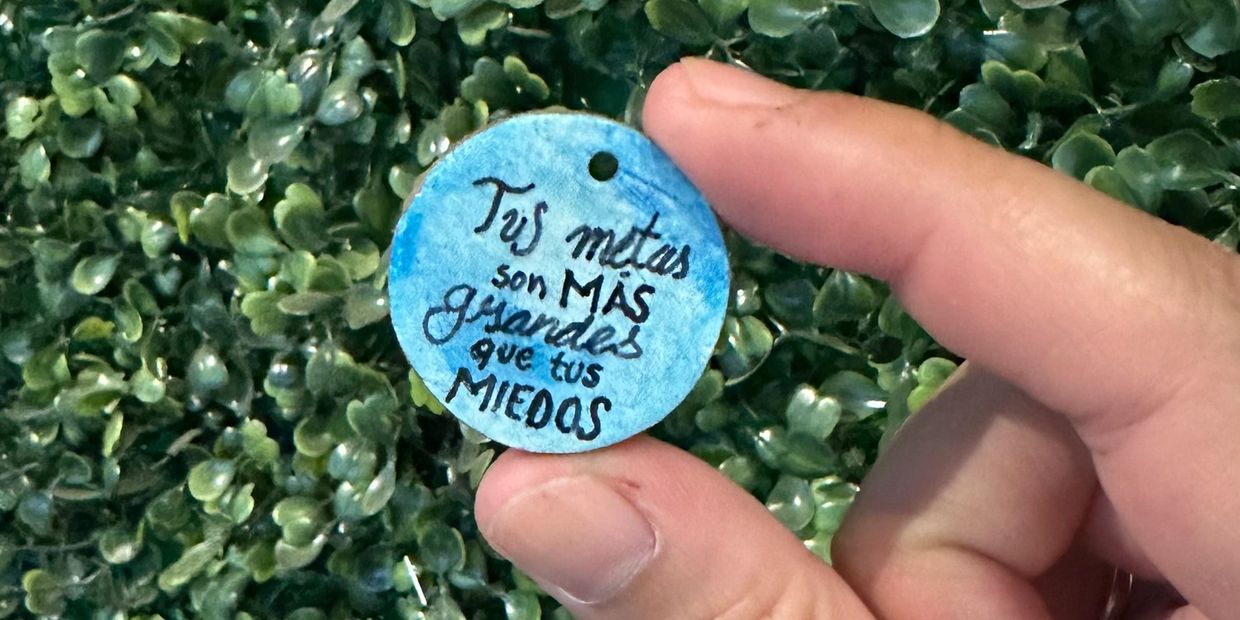 Tus metas
son MÁS
grandes
que tus
MIEDOS